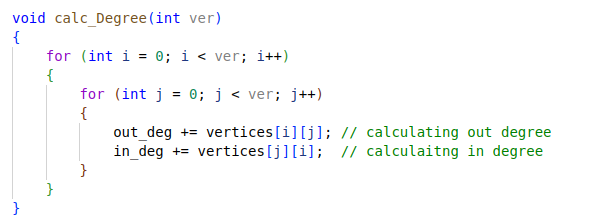 void calc_Degree(int ver)
{
    for (int i = 0; i < ver; i++)
    {
        for (int j = 0; j < ver; j++)
        {
            out_deg += vertices[i][j]; // calculating out degree
            in_deg += vertices[j][i];  // calculaitng in degree
        }
    }
}